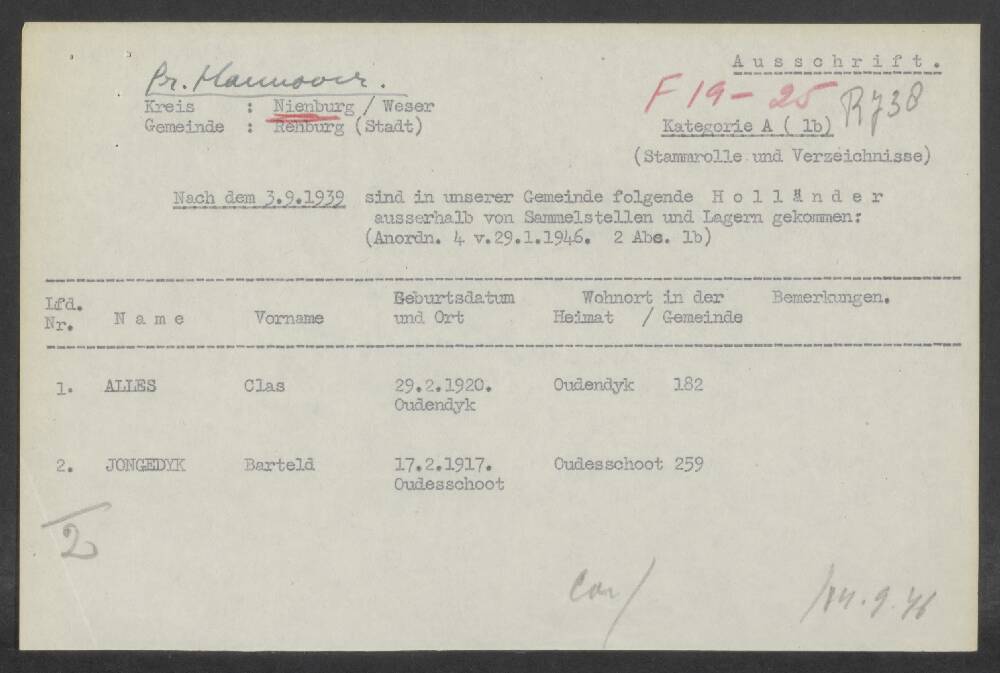 Ausschrift.
Pr. Hannover.
F 19 - 25 R738
Kreis : Nienburg / Weser
Gemeinde : Rehburg (Stadt)
Kategorie A ( 1b)
(Stammrolle und Verzeichnisse)
Nach dem 3.9.1939 sind in unserer Gemeinde folgende Holländer
ausserhalb von Sammelstellen und Lagern gekommen:
(Anordn. 4 v.29.1.1946. 2 Abs. 1b)
Geburtsdatum Wohnort in der Bemerkungen.
Lfd.
Nr. Name Vorname und Ort Heimat / Gemeinde
1. ALLES Clas 29.2.1920. Oudendyk 182
Oudendyk
2. JONGEDYK Barteld 17.2.1917. Oudesschoot 259
Oudesschoot
2
9.46